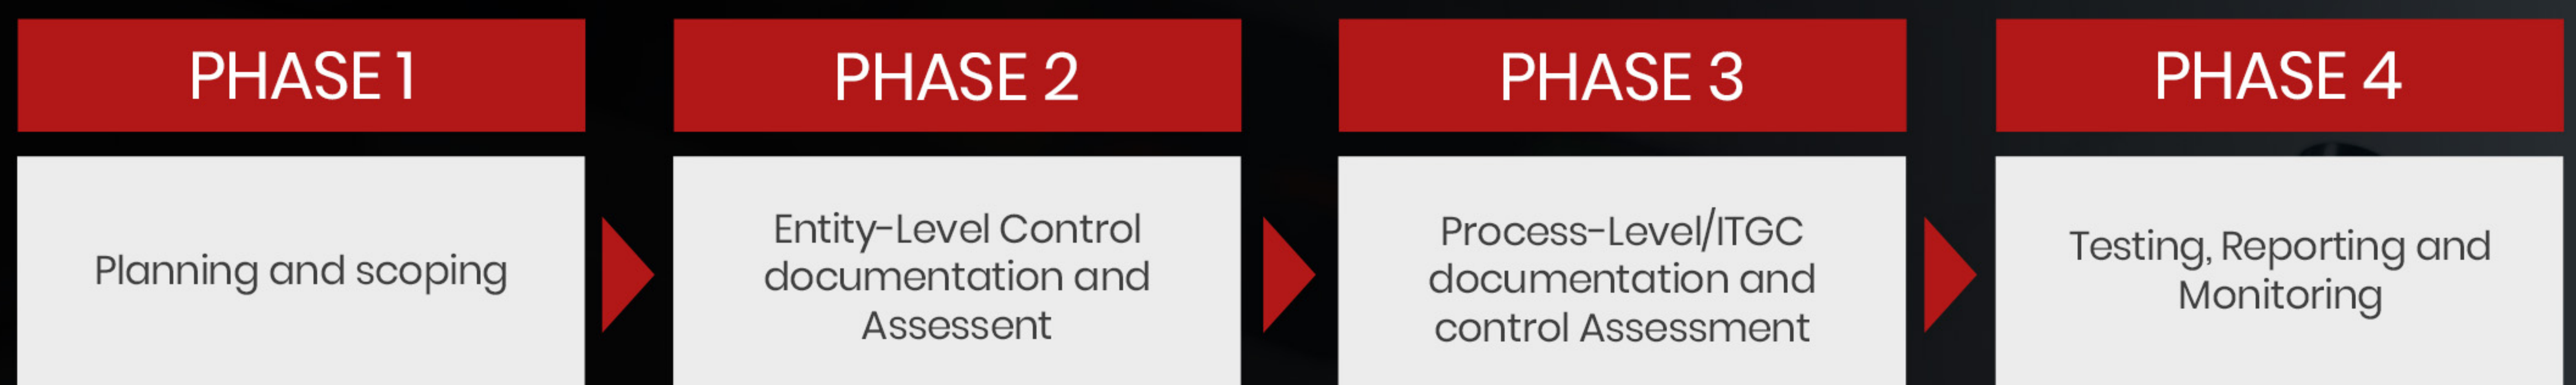 PHASE 1
Planning and scoping
PHASE 2
Entity-Level Control
documentation and
Assessent
PHASE 3
Process-Level/ITGC
documentation and
control Assessment
PHASE 4
Testing, Reporting and
Monitoring